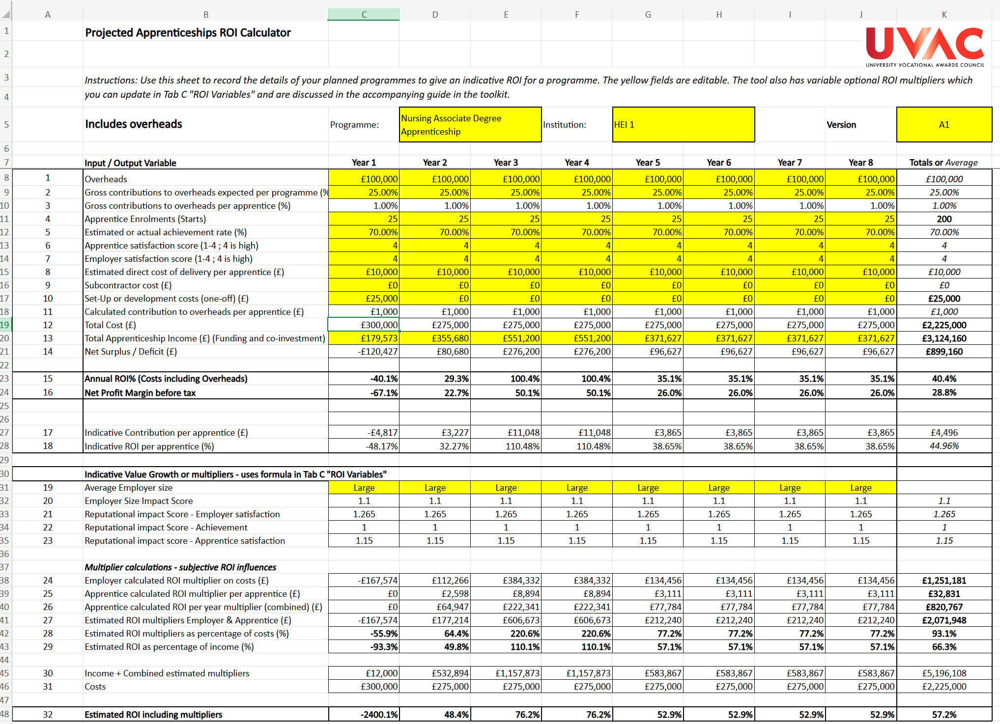 A B C D E F G H I J K
1 Projected Apprenticeships ROI Calculator
UVAC
2
UNIVERSITY VOCATIONAL AWARDS COUNCIL
3 Instructions: Use this sheet to record the details of your planned programmes to give an indicative ROI for a programme. The yellow fields are editable. The tool also has variable optional ROI multipliers which
4 you can update in Tab C "ROI Variables" and are discussed in the accompanying guide in the toolkit.
5 Includes overheads Programme: Nursing Associate Degree Apprenticeship Institution: HEI 1 Version A1
6
7 Input / Output Variable Year 1 Year 2 Year 3 Year 4 Year 5 Year 6 Year 7 Year 8 Totals or Average
8 1 Overheads £100,000 £100,000 £100,000 £100,000 £100,000 £100,000 £100,000 £100,000 £100,000
9 2 Gross contributions to overheads expected per programme (% 25.00% 25.00% 25.00% 25.00% 25.00% 25.00% 25.00% 25.00% 25.00%
10 3 Gross contributions to overheads per apprentice (%) 1.00% 1.00% 1.00% 1.00% 1.00% 1.00% 1.00% 1.00% 1.00%
11 4 Apprentice Enrolments (Starts) 25 25 25 25 25 25 25 25 200
12 5 Estimated or actual achievement rate (%) 70.00% 70.00% 70.00% 70.00% 70.00% 70.00% 70.00% 70.00% 70.00%
13 6 Apprentice satisfaction score (1-4 ; 4 is high) 4 4 4 4 4 4 4 4 4
14 7 Employer satisfaction score (1-4 ; 4 is high) 4 4 4 4 4 4 4 4 4
15 8 Estimated direct cost of delivery per apprentice (£) £10,000 £10,000 £10,000 £10,000 £10,000 £10,000 £10,000 £10,000 £10,000
16 9 Subcontractor cost (£) £0 £0 £0 £0 £0 £0 £0 £0 £0
17 10 Set-Up or development costs (one-off) (£) £25,000 £0 £0 £0 £0 £0 £0 £0 £25,000
18 11 Calculated contribution to overheads per apprentice (£) £1,000 £1,000 £1,000 £1,000 £1,000 £1,000 £1,000 £1,000 £1,000
19 12 Total Cost (£) £300,000 £275,000 £275,000 £275,000 £275,000 £275,000 £275,000 £275,000 £2,225,000
20 13 Total Apprenticeship Income (£) (Funding and co-investment) £179,573 £355,680 £551,200 £551,200 £371,627 £371,627 £371,627 £371,627 £3,124,160
21 14 Net Surplus / Deficit (£) -£120,427 £80,680 £276,200 £276,200 £96,627 £96,627 £96,627 £96,627 £899,160
22
23 15 Annual ROI% (Costs including Overheads) -40.1% 29.3% 100.4% 100.4% 35.1% 35.1% 35.1% 35.1% 40.4%
24 16 Net Profit Margin before tax -67.1% 22.7% 50.1% 50.1% 26.0% 26.0% 26.0% 26.0% 28.8%
25
26
27 17 Indicative Contribution per apprentice (£) -£4,817 £3,227 £11,048 £11,048 £3,865 £3,865 £3,865 £3,865 £4,496
28 18 Indicative ROI per apprentice (%) -48.17% 32.27% 110.48% 110.48% 38.65% 38.65% 38.65% 38.65% 44.96%
29
30 Indicative Value Growth or multipliers - uses formula in Tab C "ROI Variables"
31 19 Average Employer size Large Large Large Large Large Large Large Large
32 20 Employer Size Impact Score 1.1 1.1 1.1 1.1 1.1 1.1 1.1 1.1 1.1
33 21 Reputational impact Score - Employer satisfaction 1.265 1.265 1.265 1.265 1.265 1.265 1.265 1.265 1.265
34 22 Reputational impact Score - Achievement 1 1 1 1 1 1 1 1 1
35 23 Reputational impact score - Apprentice satisfaction 1.15 1.15 1.15 1.15 1.15 1.15 1.15 1.15 1.15
36
37 Multiplier calculations - subjective ROI influences
38 24 Employer calculated ROI multiplier on costs (£) -£167,574 £112,266 £384,332 £384,332 £134,456 £134,456 £134,456 £134,456 £1,251,181
39 25 Apprentice calculated ROI multiplier per apprentice (£) £0 £2,598 £8,894 £8,894 £3,111 £3,111 £3,111 £3,111 £32,831
40 26 Apprentice calculated ROI per year multiplier (combined) (£) £0 £64,947 £222,341 £222,341 £77,784 £77,784 £77,784 £77,784 £820,767
41 27 Estimated ROI multipliers Employer & Apprentice (£) -£167,574 £177,214 £606,673 £606,673 £212,240 £212,240 £212,240 £212,240 £2,071,948
42 28 Estimated ROI multipliers as percentage of costs (%) -55.9% 64.4% 220.6% 220.6% 77.2% 77.2% 77.2% 77.2% 93.1%
43 29 Estimated ROI as percentage of income (%) -93.3% 49.8% 110.1% 110.1% 57.1% 57.1% 57.1% 57.1% 66.3%
44
45 30 Income + Combined estimated multipliers £12,000 £532,894 £1,157,873 £1,157,873 £583,867 £583,867 £583,867 £583,867 £5,196,108
46 31 Costs £300,000 £275,000 £275,000 £275,000 £275,000 £275,000 £275,000 £275,000 £2,225,000
47
48 32 Estimated ROI including multipliers -2400.1% 48.4% 76.2% 76.2% 52.9% 52.9% 52.9% 52.9% 57.2%